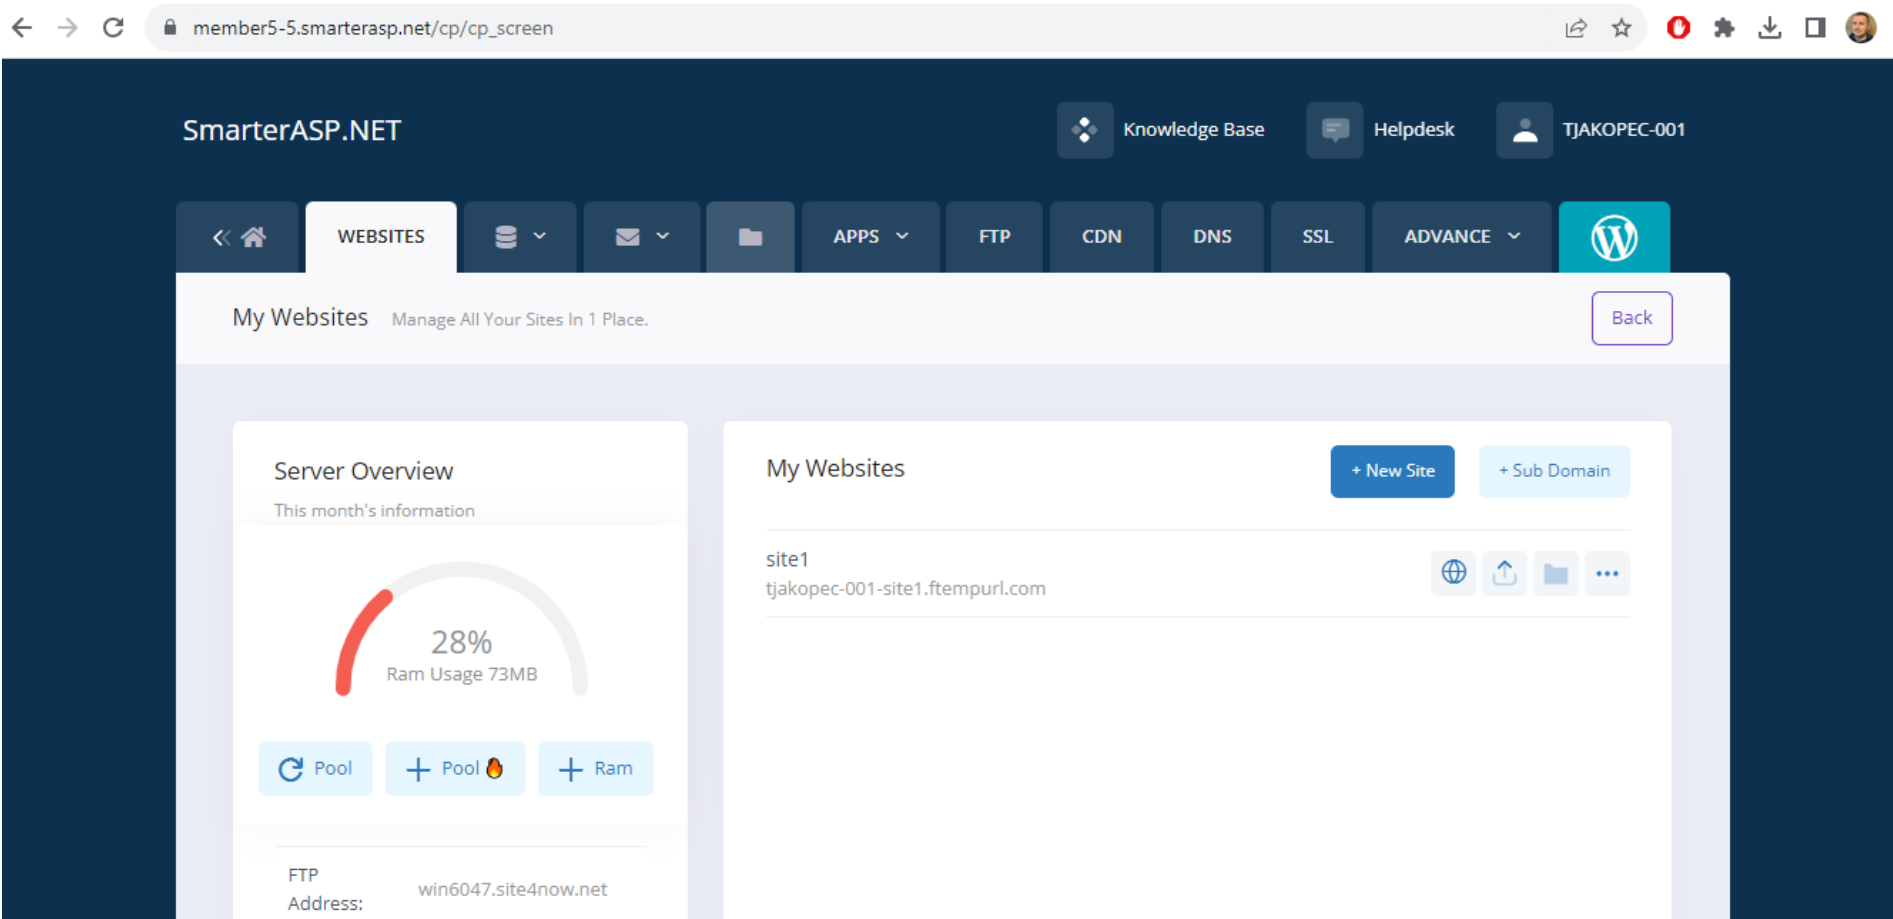 member5-5.smarterasp.net/cp/cp_screen
SmarterASP.NET
Knowledge Base
Helpdesk
TJAKOPEC-001
WEBSITES
APPS
FTP
CDN
DNS
SSL
ADVANCE
My Websites Manage All Your Sites In 1 Place.
Back
Server Overview
This month's information
28%
Ram Usage 73MB
Pool
+ Pool
+ Ram
FTP
Address:
win6047.site4now.net
My Websites
+ New Site
+ Sub Domain
site1
tjakopec-001-site1.ftempurl.com